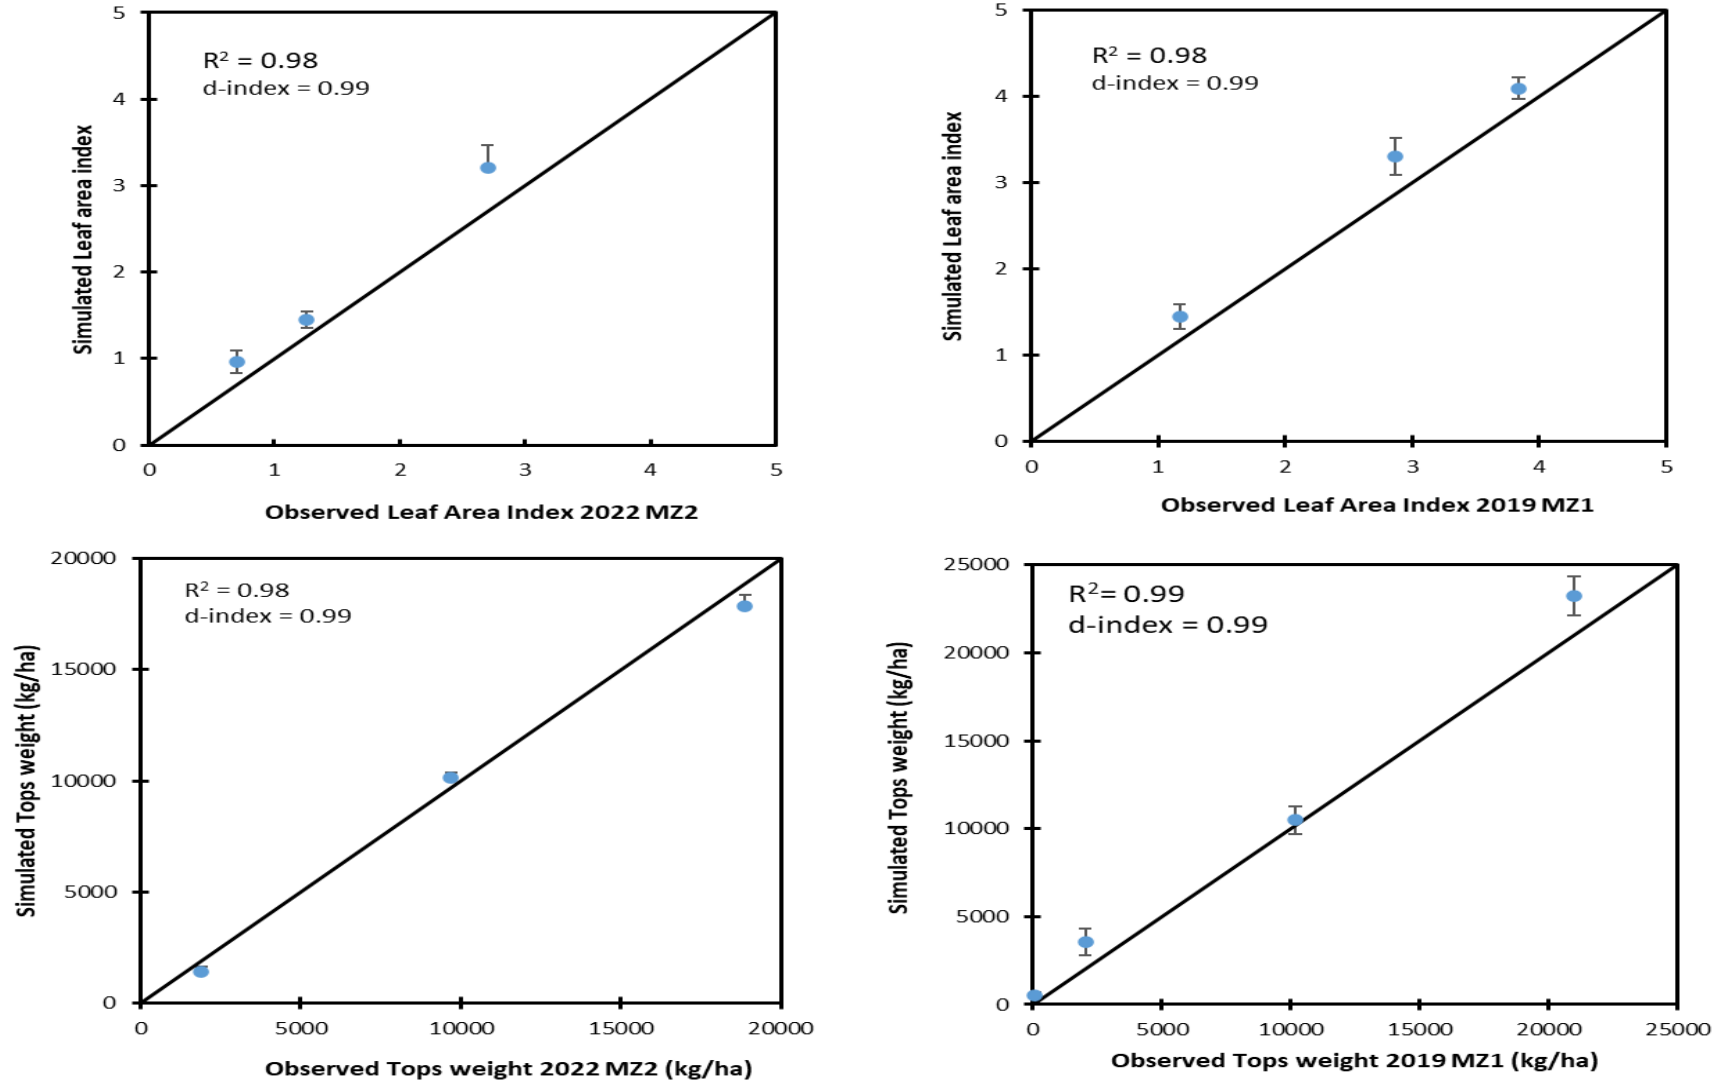 5
4
3
2
1
0
0 1 2 3 4 5
R² = 0.98
d-index = 0.99
Simulated Leaf area index
Observed Leaf Area Index 2022 MZ2
5
4
3
2
1
0
0 1 2 3 4 5
R² = 0.98
d-index = 0.99
Simulated Leaf area index
Observed Leaf Area Index 2019 MZ1
20000
15000
10000
5000
0
0 5000 10000 15000 20000
R² = 0.98
d-index = 0.99
Simulated Tops weight (kg/ha)
Observed Tops weight 2022 MZ2 (kg/ha)
25000
20000
15000
10000
5000
0
0 5000 10000 15000 20000 25000
R²= 0.99
d-index = 0.99
Simulated Tops weight (kg/ha)
Observed Tops weight 2019 MZ1 (kg/ha)